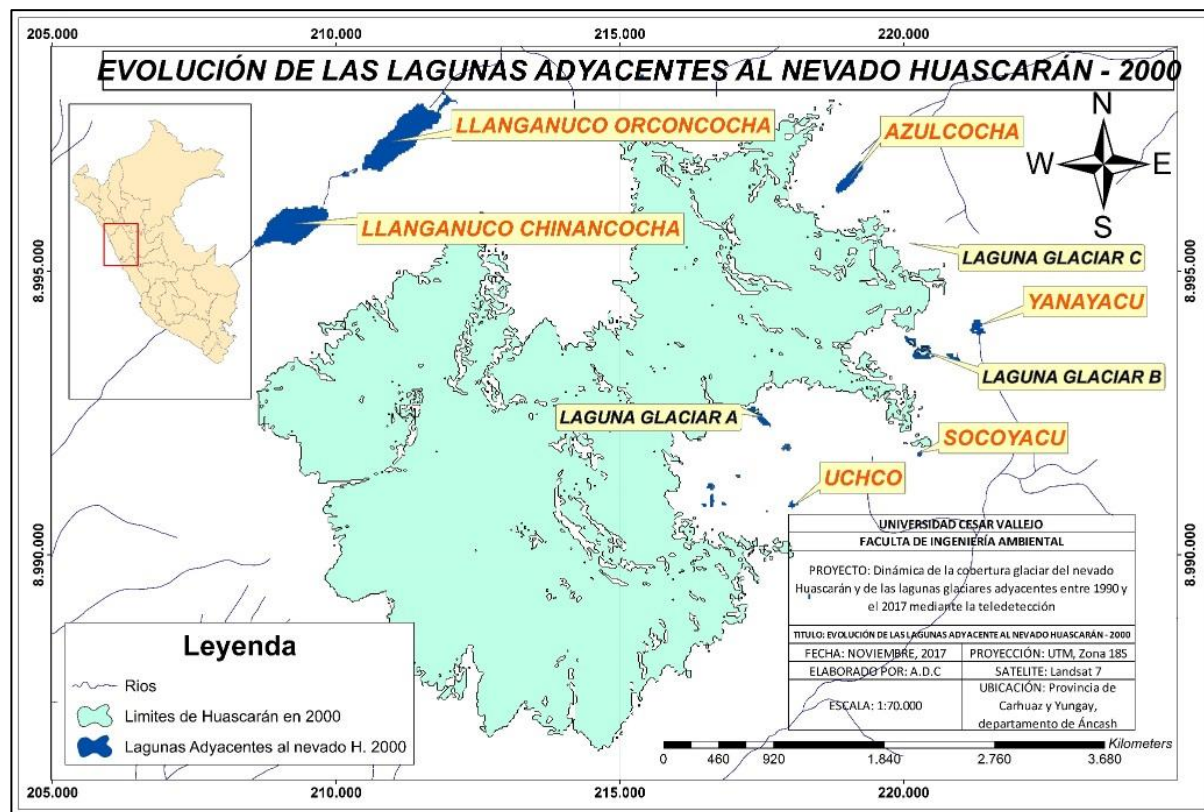 205.000 210.000 215.000 220.000
EVOLUCIÓN DE LAS LAGUNAS ADYACENTES AL NEVADO HUASCARÁN - 2000
LLANGANUCO ORCONCOCHA
AZULCOCHA
N
W E
S
LLANGANUCO CHINANCOCHA
LAGUNA GLACIAR C
8.995.000
8.995.000
YANAYACU
LAGUNA GLACIAR B
LAGUNA GLACIAR A
SOCOYACU
UCHCO
8.990.000
8.990.000
UNIVERSIDAD CESAR VALLEJO
FACULTA DE INGENIERÍA AMBIENTAL
PROYECTO: Dinámica de la cobertura glaciar del nevado
Huascarán y de las lagunas glaciares adyacentes entre 1990 y
el 2017 mediante la teledetección
TITULO: EVOLUCIÓN DE LAS LAGUNAS ADYACENTE AL NEVADO HUASCARÁN - 2000
FECHA: NOVIEMBRE, 2017 PROYECCIÓN: UTM, Zona 18S
ELABORADO POR: A.D.C SATELITE: Landsat 7
ESCALA: 1:70.000
UBICACIÓN: Provincia de
Carhuaz y Yungay,
departamento de Áncash
Leyenda
Rios
Limites de Huascarán en 2000
Lagunas Adyacentes al nevado H. 2000
Kilometers
0 460 920 1.840 2.760 3.680
205.000 210.000 215.000 220.000